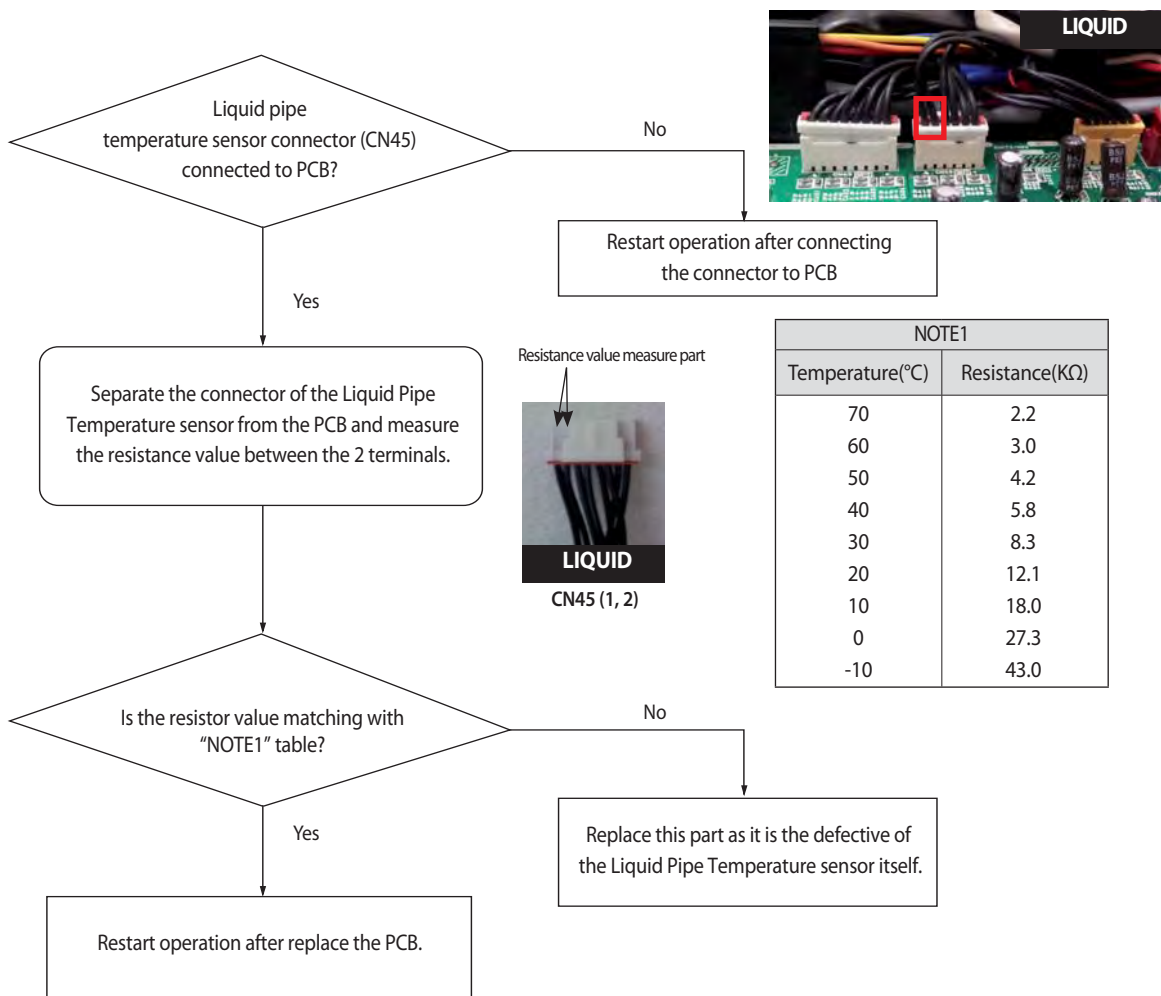 LIQUID
Liquid pipe
temperature sensor connector (CN45)
connected to PCB?
No
Restart operation after connecting
the connector to PCB
Yes
Separate the connector of the Liquid Pipe
Temperature sensor from the PCB and measure
the resistance value between the 2 terminals.
Resistance value measure part
LIQUID
CN45 (1, 2)
NOTE1
Temperature(°C) Resistance(KΩ)
70 2.2
60 3.0
50 4.2
40 5.8
30 8.3
20 12.1
10 18.0
0 27.3
-10 43.0
Is the resistor value matching with
“NOTE1” table?
No
Replace this part as it is the defective of
the Liquid Pipe Temperature sensor itself.
Yes
Restart operation after replace the PCB.